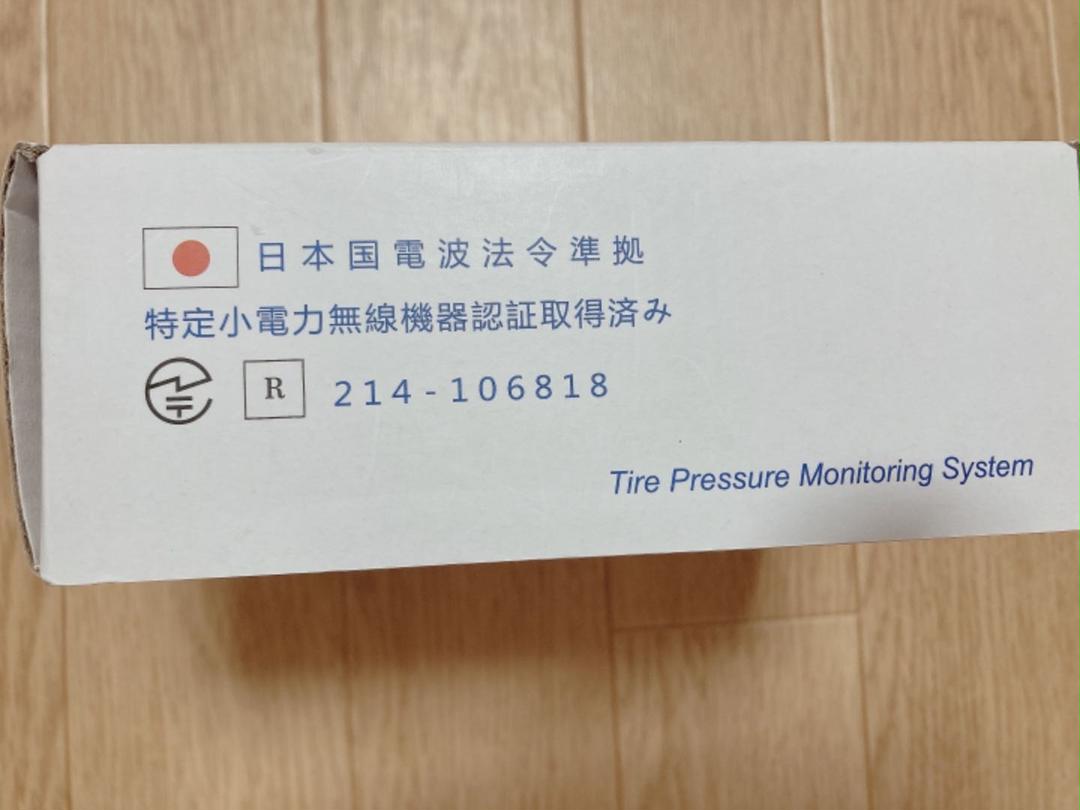 日本国電波法令準拠
特定小電力無線機器認証取得済み
R 214-106818
Tire Pressure Monitoring System